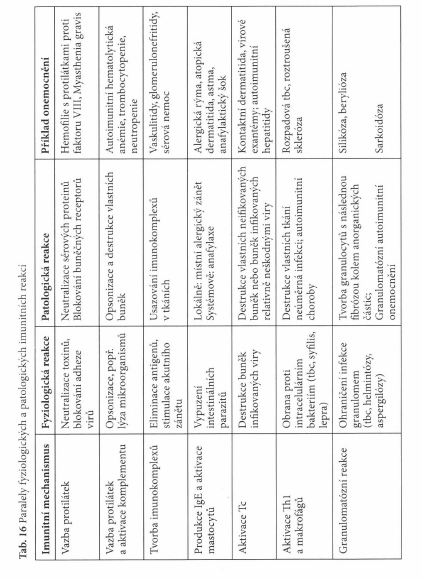 Tab. 16 Paralely fyziologických a patologických imunitních reakcí
Imunitní mechanismus Fyziologická reakce Patologická reakce Příklad onemocnění
Vazba protilátek
Neutralizace toxinů,
blokování adheze
virů
Neutralizace sérových proteinů
Blokování buněčných receptorů
Hemofilie s protilátkami proti
faktoru VIII, Myasthenia gravis
Vazba protilátek
a aktivace komplementu
Opsonizace, popř.
lýza mikroorganismů
Opsonizace a destrukce vlastních
buněk
Autoimunitní hemolytická
anémie, trombocytopenie,
neutropenie
Tvorba imunokomplexů
Eliminace antigenů,
stimulace akutního
zánětu
Usazování imunokomplexů
v tkáních
Vaskulitidy, glomerulonefritidy,
sérová nemoc
Produkce IgE a aktivace
mastocytů
Vypuzení
intestinálních
parazitů
Lokálně: místní alergický zánět
Systémově: anafylaxe
Alergická rýma, atopická
dermatitida, astma,
anafylaktický šok
Aktivace Tc
Destrukce buněk
infikovaných viry
Destrukce vlastních neifikovaných
buněk nebo buněk infikovaných
relativně neškodnými viry
Kontaktní dermatitida, virové
exantémy; autoimunitní
hepatitidy
Aktivace Th1
a makrofágů
Obrana proti
intracelulárním
bakteriím (tbc, syfilis,
lepra)
Destrukce vlastních tkání
neúměrná infekci; autoimunitní
choroby
Rozpadová tbc, roztroušená
skleróza
Granulomatózní reakce
Ohraničení infekce
granulomem
(tbc, helmintózy,
aspergilózy)
Tvorba granulocytů s následnou
fibrózou kolem anorganických
částic;
Granulomatózní autoimunitní
onemocnění
Silikóza, berylióza
Sarkoidóza